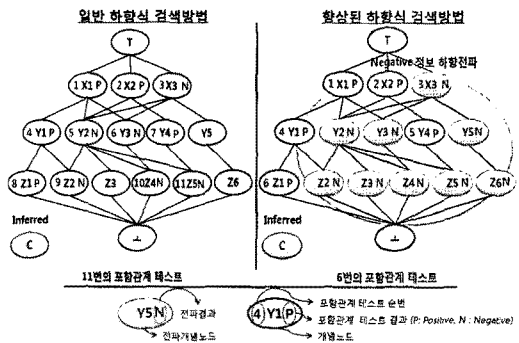 일반 하향식 검색방법
향상된 하향식 검색방법
T
T
Negative 정보 하향전파
1 X1 P
2 X2 P
3 X3 N
1 X1 P
2 X2 P
3 X3 N
4 Y1 P
5 Y2 N
6 Y3 N
7 Y4 P
Y5
4 Y1 P
Y2 N
Y3 N
5 Y4 P
Y5 N
8 Z1 P
9 Z2 N
Z3
10 Z4 N
11 Z5 N
Z6
6 Z1 P
Z2 N
Z3 N
Z4 N
Z5 N
Z6 N
Inferred
C
⊥
Inferred
C
⊥
11번의 포함관계 테스트
6번의 포함관계 테스트
Y5 N
전파결과
전파개념노드
4 Y1 P
포함관계 테스트 순번
포함관계 테스트 결과 (P: Positive, N : Negative)
개념노드